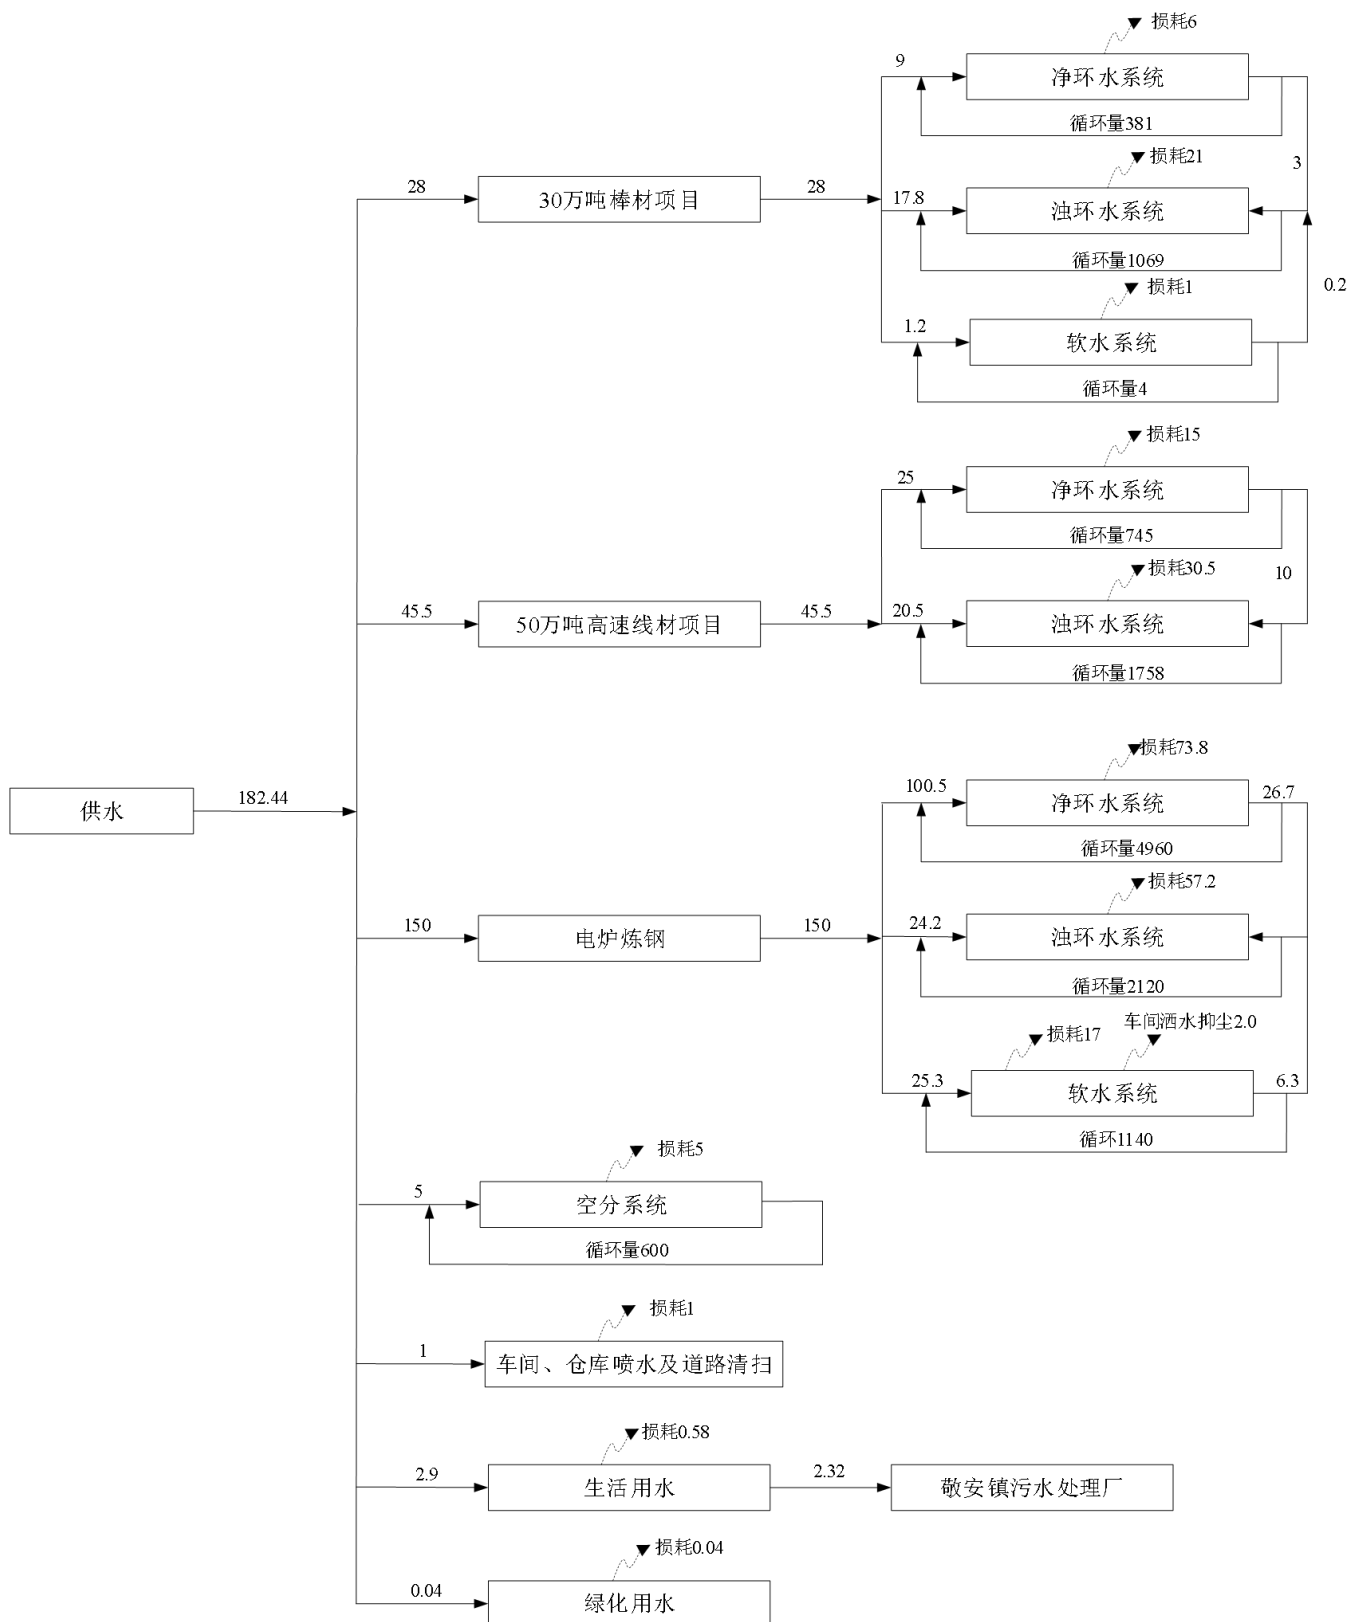 损耗6
9
净环水系统
循环量381
损耗21
3
28
30万吨棒材项目
28
17.8
浊环水系统
循环量1069
损耗1
0.2
1.2
软水系统
循环量4
损耗15
25
净环水系统
循环量745
损耗30.5
10
45.5
50万吨高速线材项目
45.5
20.5
浊环水系统
循环量1758
损耗73.8
供水
182.44
100.5
净环水系统
26.7
循环量4960
损耗57.2
150
电炉炼钢
150
24.2
浊环水系统
循环量2120
车间洒水抑尘2.0
损耗17
25.3
软水系统
6.3
循环1140
损耗5
5
空分系统
循环量600
损耗1
1
车间、仓库喷水及道路清扫
损耗0.58
2.9
生活用水
2.32
敬安镇污水处理厂
损耗0.04
0.04
绿化用水